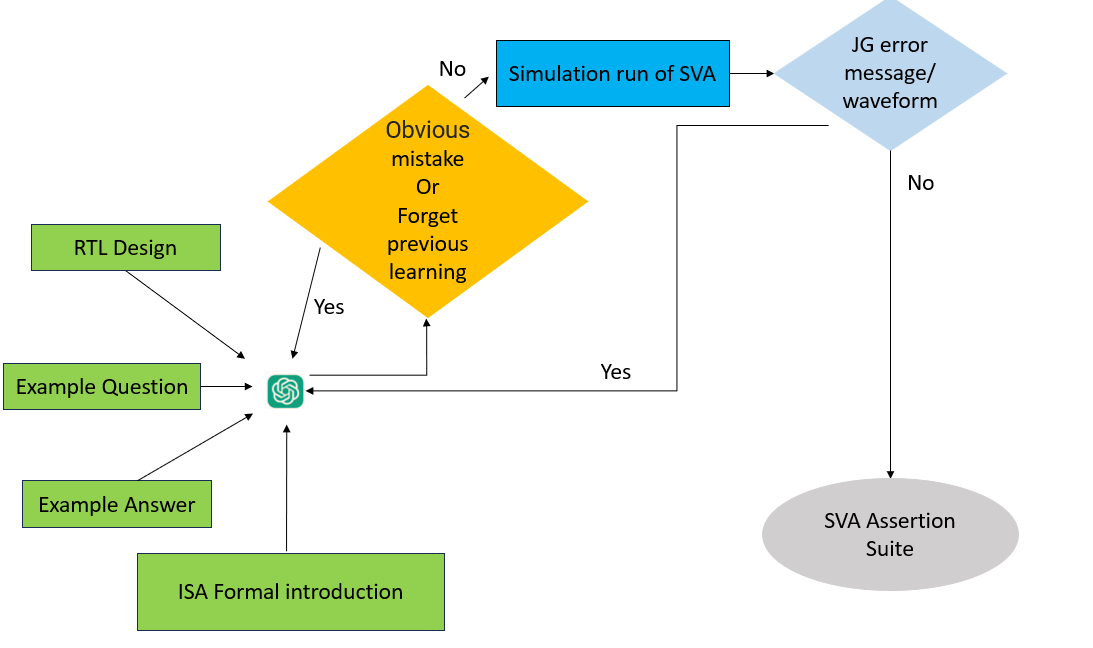 JG error
message/
waveform
No
Simulation run of SVA
Obvious
mistake
Or
Forget
previous
learning
No
RTL Design
Yes
Example Question
Yes
Example Answer
SVA Assertion
Suite
ISA Formal introduction